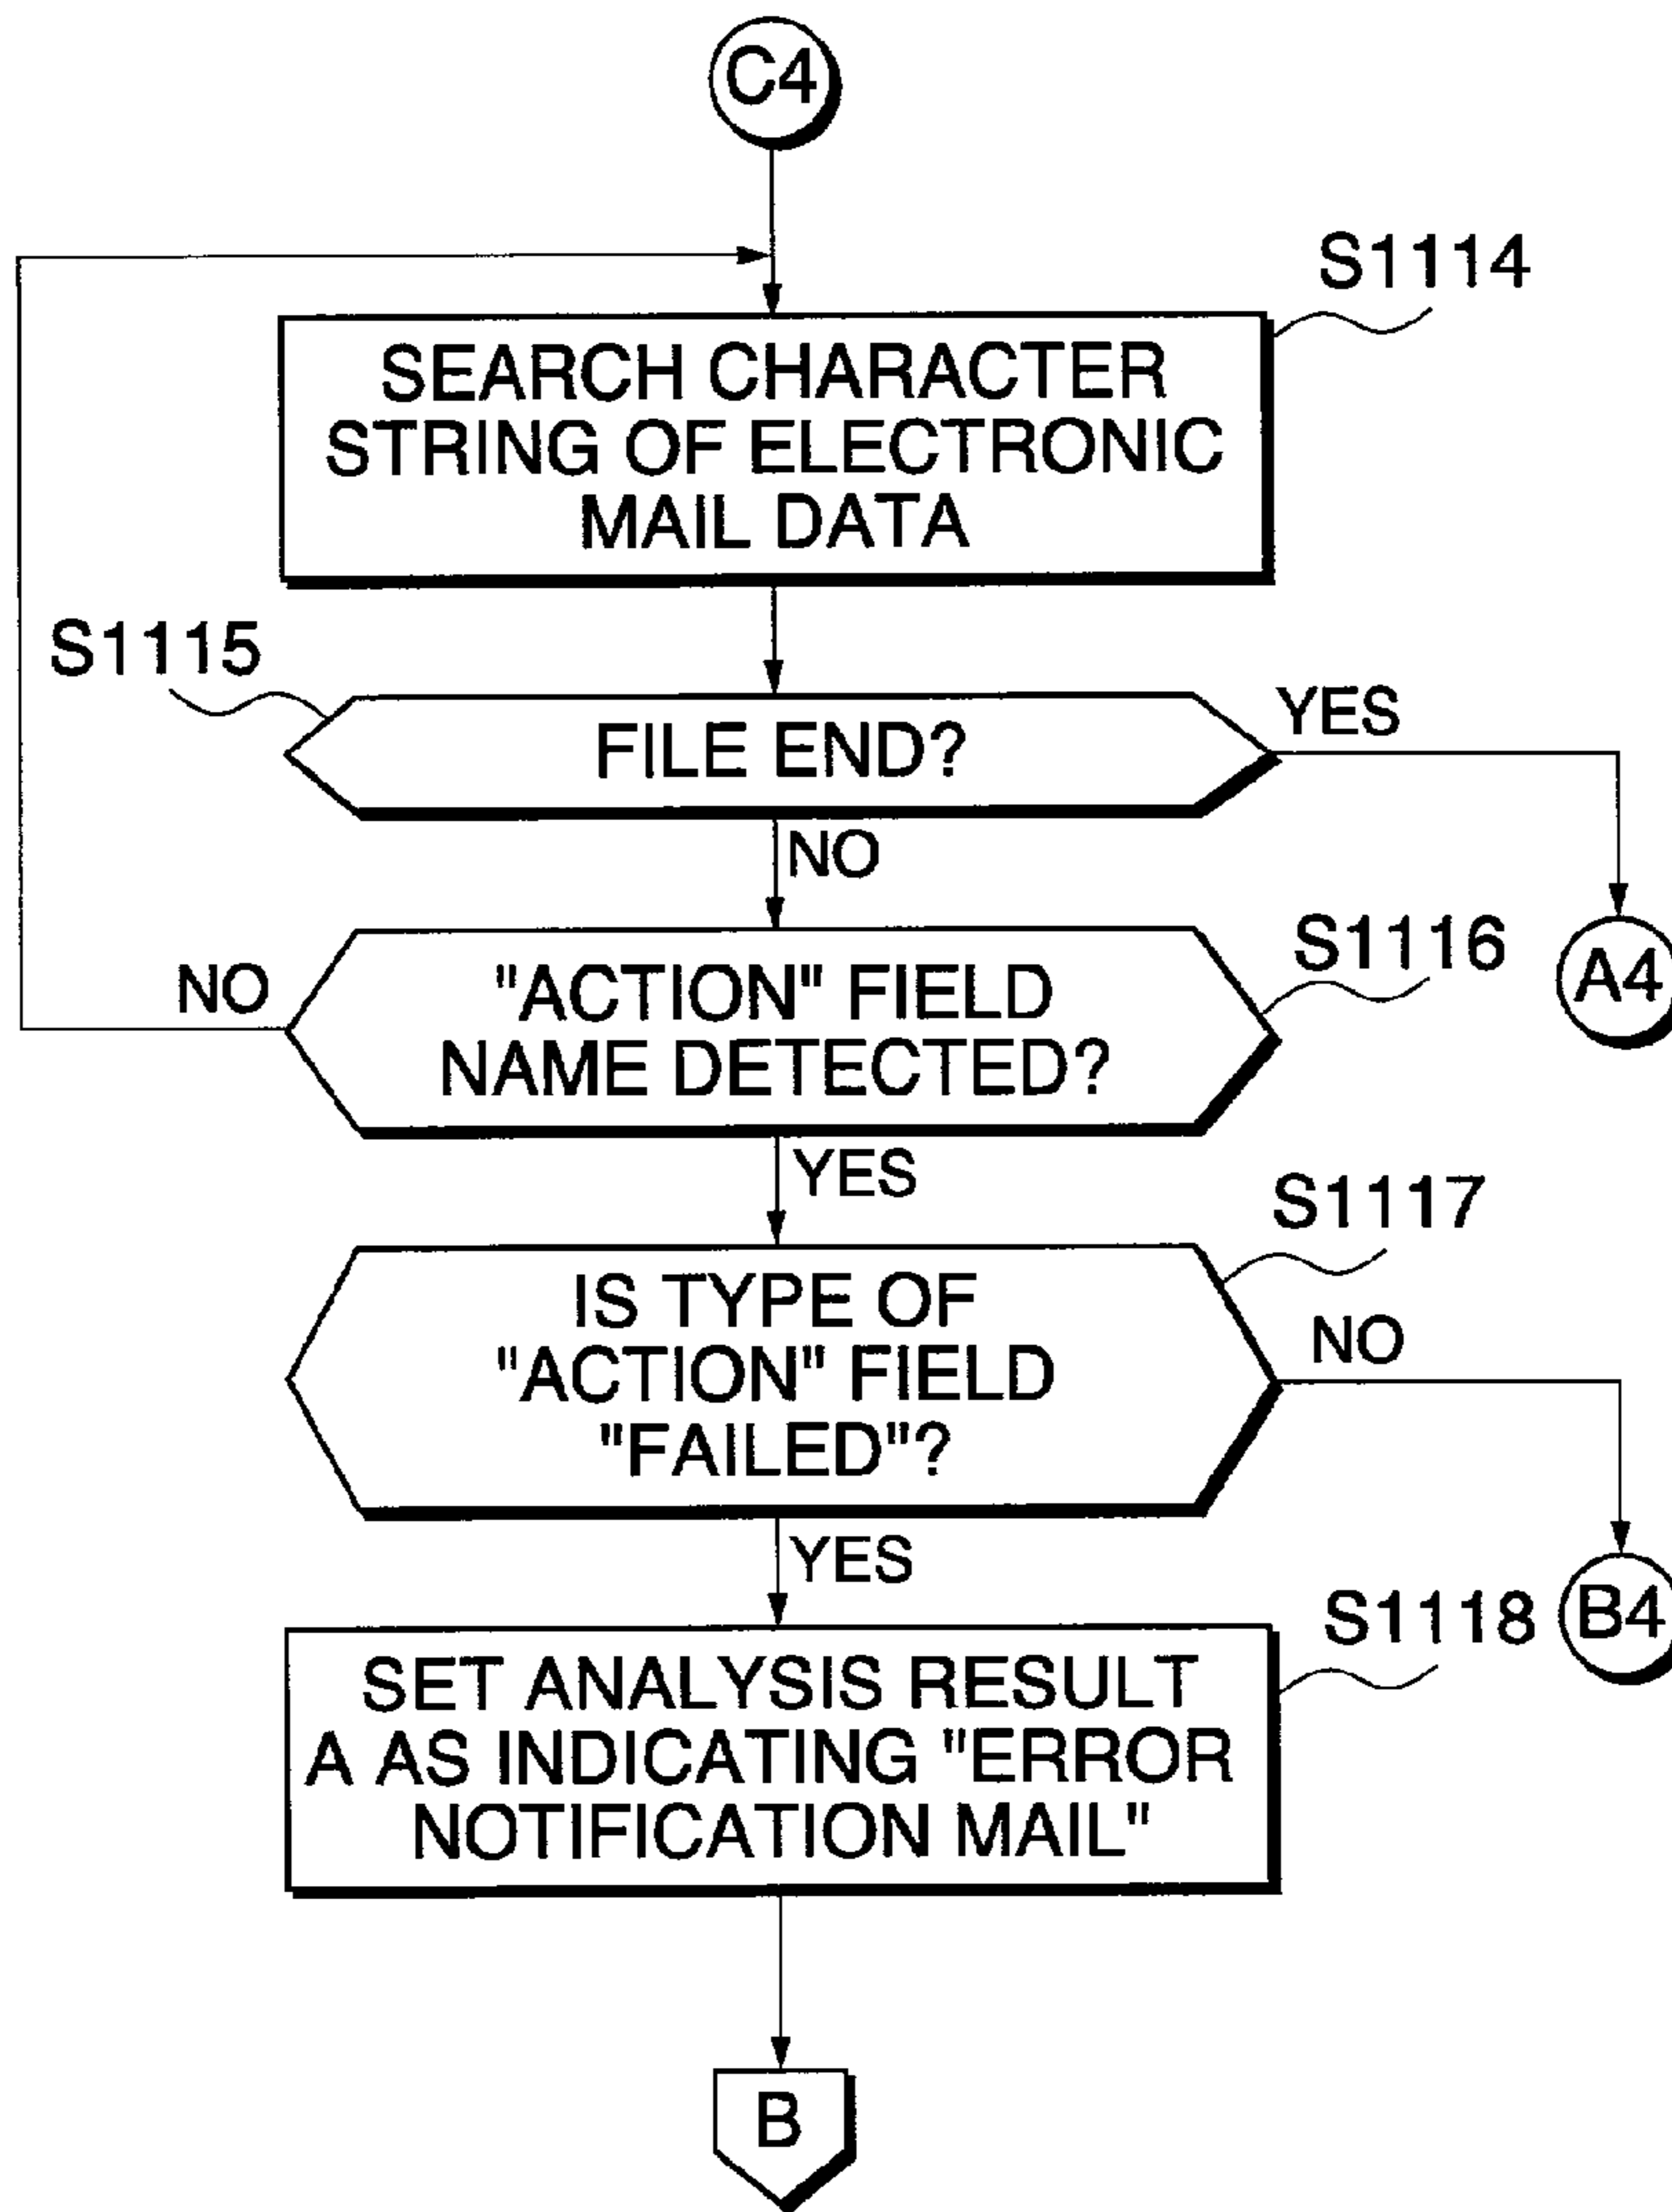 C4
S1114
SEARCH CHARACTER
STRING OF ELECTRONIC
MAIL DATA
S1115
FILE END?
YES
NO
A4
S1116
NO
"ACTION" FIELD
NAME DETECTED?
YES
S1117
IS TYPE OF
"ACTION" FIELD
"FAILED"?
NO
YES
B4
S1118
SET ANALYSIS RESULT
A AS INDICATING "ERROR
NOTIFICATION MAIL"
B